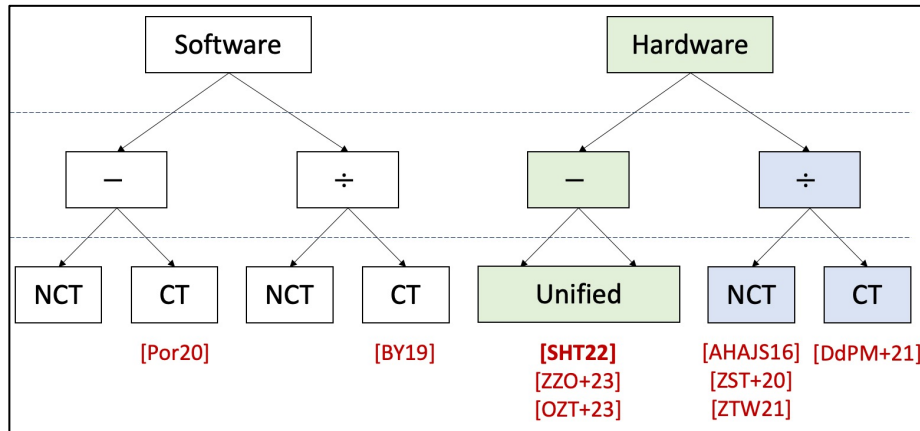 Software
Hardware
−
÷
−
÷
NCT
CT
NCT
CT
Unified
NCT
CT
[Por20]
[BY19]
[SHT22]
[AHAJS16]
[DdPM+21]
[ZZO+23]
[ZST+20]
[OZT+23]
[ZTW21]